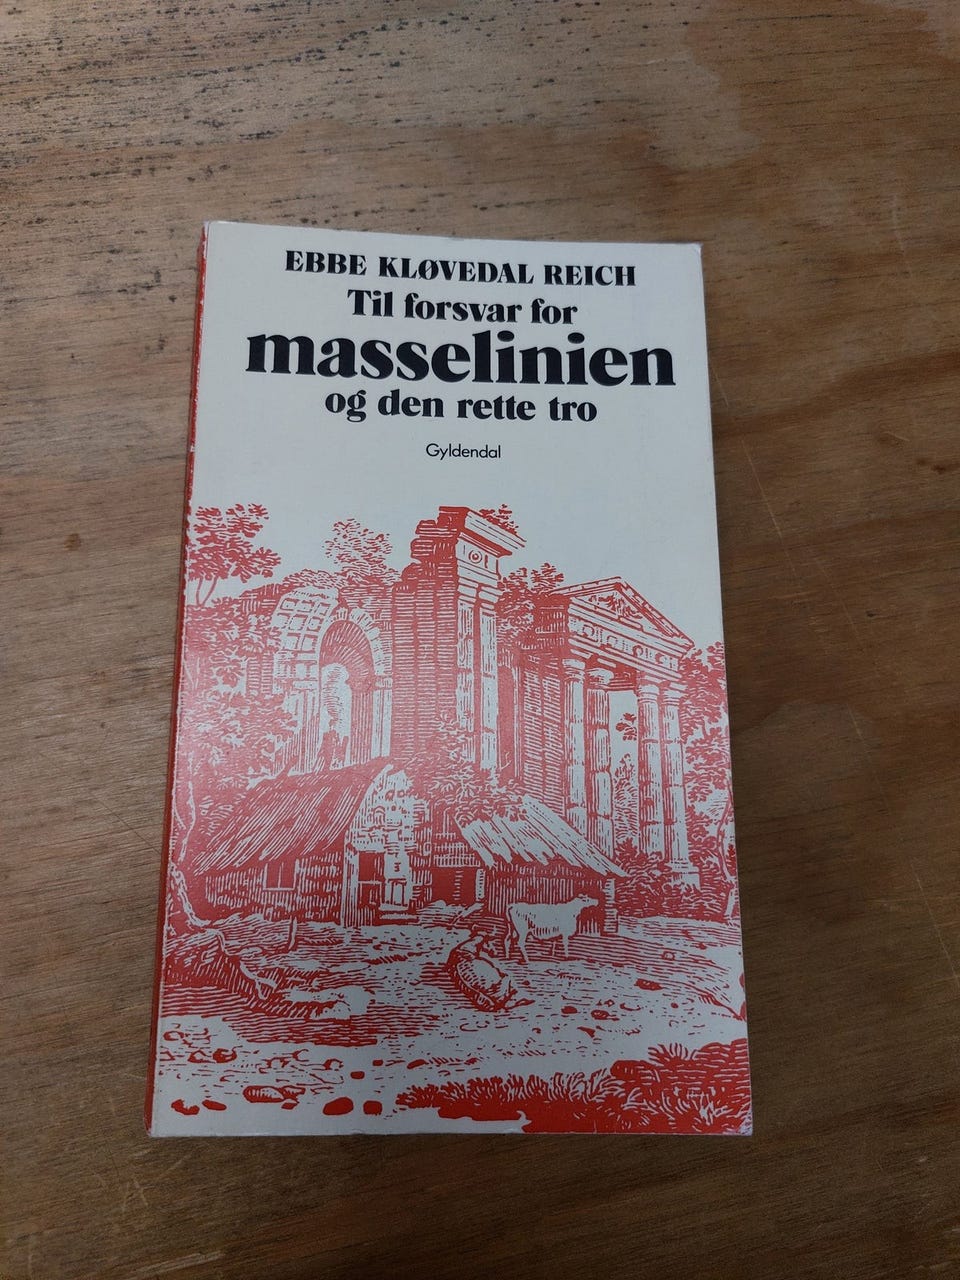 EBBE KLØVEDAL REICH
Til forsvar for
masselinien
og den rette tro
Gyldendal